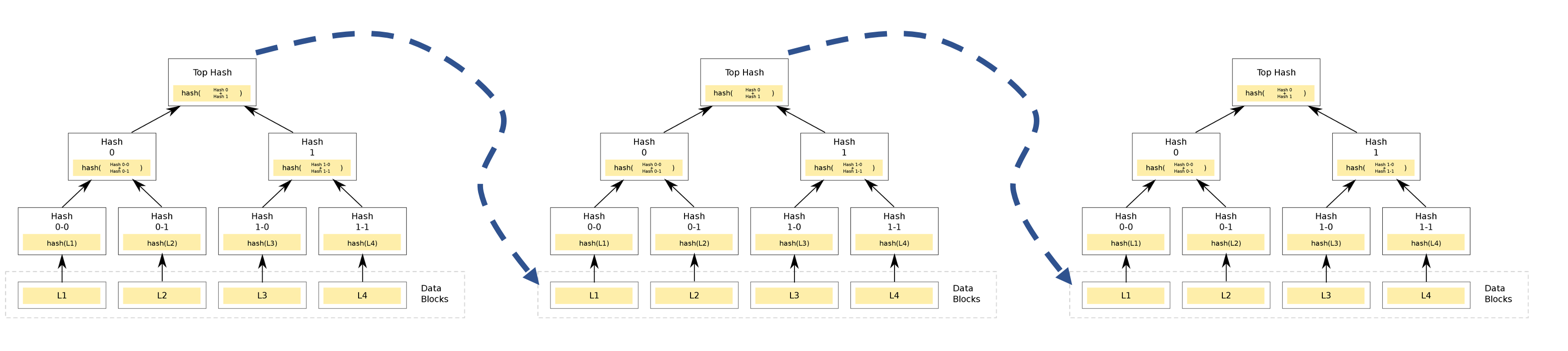 Top Hash
hash( Hash 0 + Hash 1 )
Hash 0
hash( Hash 0-0 + Hash 0-1 )
Hash 1
hash( Hash 1-0 + Hash 1-1 )
Hash 0-0
hash(L1)
Hash 0-1
hash(L2)
Hash 1-0
hash(L3)
Hash 1-1
hash(L4)
L1
L2
L3
L4
Data
Blocks
Top Hash
hash( Hash 0 + Hash 1 )
Hash 0
hash( Hash 0-0 + Hash 0-1 )
Hash 1
hash( Hash 1-0 + Hash 1-1 )
Hash 0-0
hash(L1)
Hash 0-1
hash(L2)
Hash 1-0
hash(L3)
Hash 1-1
hash(L4)
L1
L2
L3
L4
Data
Blocks
Top Hash
hash( Hash 0 + Hash 1 )
Hash 0
hash( Hash 0-0 + Hash 0-1 )
Hash 1
hash( Hash 1-0 + Hash 1-1 )
Hash 0-0
hash(L1)
Hash 0-1
hash(L2)
Hash 1-0
hash(L3)
Hash 1-1
hash(L4)
L1
L2
L3
L4
Data
Blocks